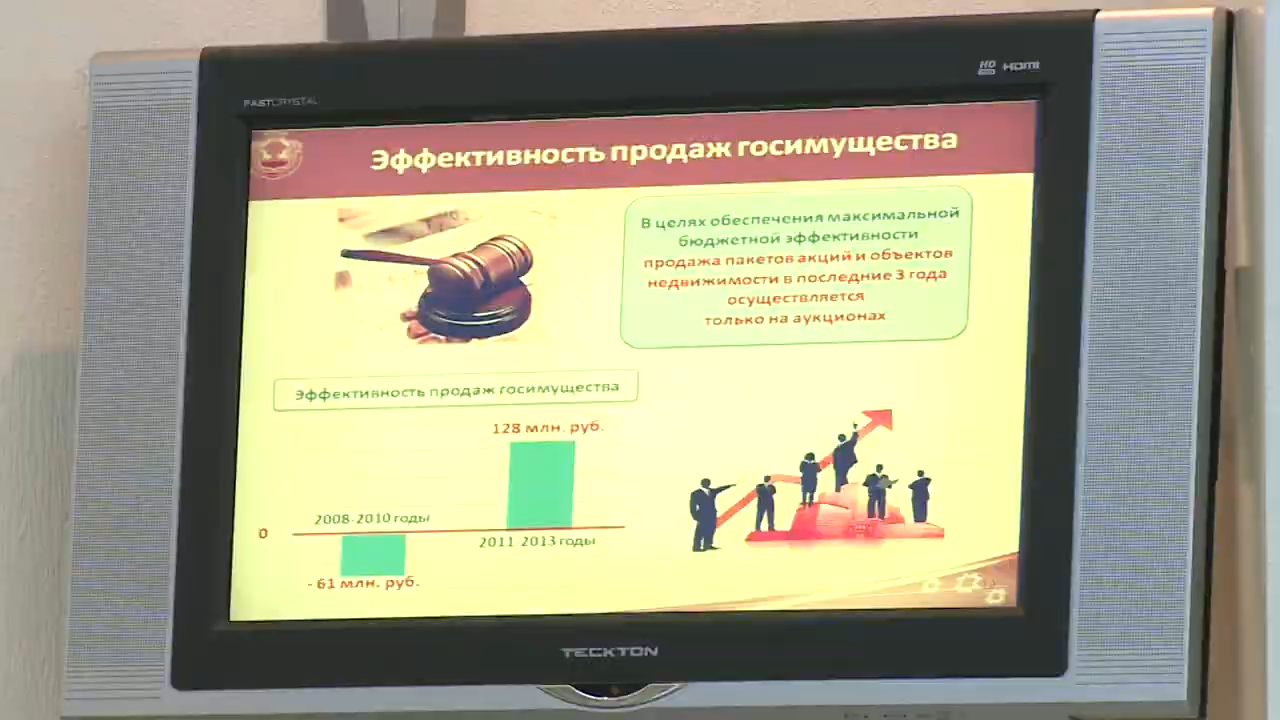 HD HDMI
FASTCRYSTAL
Эффективность продаж госимущества
В целях обеспечения максимальной
бюджетной эффективности
продажа пакетов акций и объектов
недвижимости в последние 3 года
осуществляется
только на аукционах
Эффективность продаж госимущества
128 млн. руб.
2008-2010 годы
0
2011-2013 годы
- 61 млн. руб.
TECKTON